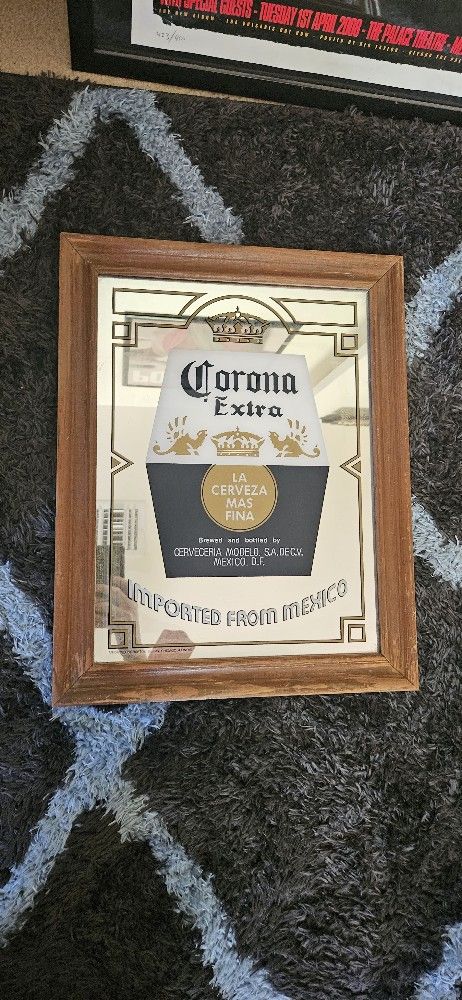 SPECIAL GUESTS - TUESDAY 1ST APRIL 2008 - THE PALACE THEATRE -
Corona
Extra
LA
CERVEZA
MAS
FINA
Brewed and bottled by
CERVECERIA MODELO, S.A. DE C.V.
MEXICO, D.F.
IMPORTED FROM MEXICO